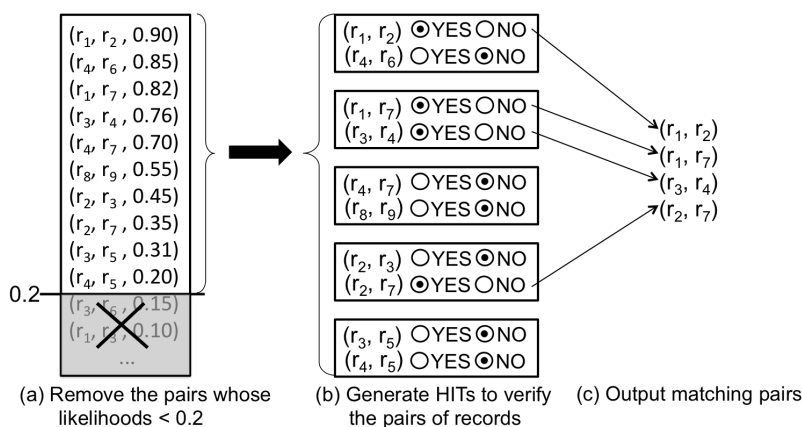 (r1, r2, 0.90)
(r4, r6, 0.85)
(r1, r7, 0.82)
(r3, r4, 0.76)
(r4, r7, 0.70)
(r8, r9, 0.55)
(r2, r3, 0.45)
(r2, r7, 0.35)
(r3, r5, 0.31)
(r4, r5, 0.20)
0.2
(r3, r6, 0.15)
(r1, r3, 0.10)
...
(a) Remove the pairs whose
likelihoods < 0.2
(r1, r2) YES NO
(r4, r6) YES NO
(r1, r7) YES NO
(r3, r4) YES NO
(r4, r7) YES NO
(r8, r9) YES NO
(r2, r3) YES NO
(r2, r7) YES NO
(r3, r5) YES NO
(r4, r5) YES NO
(b) Generate HITs to verify
the pairs of records
(r1, r2)
(r1, r7)
(r3, r4)
(r2, r7)
(c) Output matching pairs